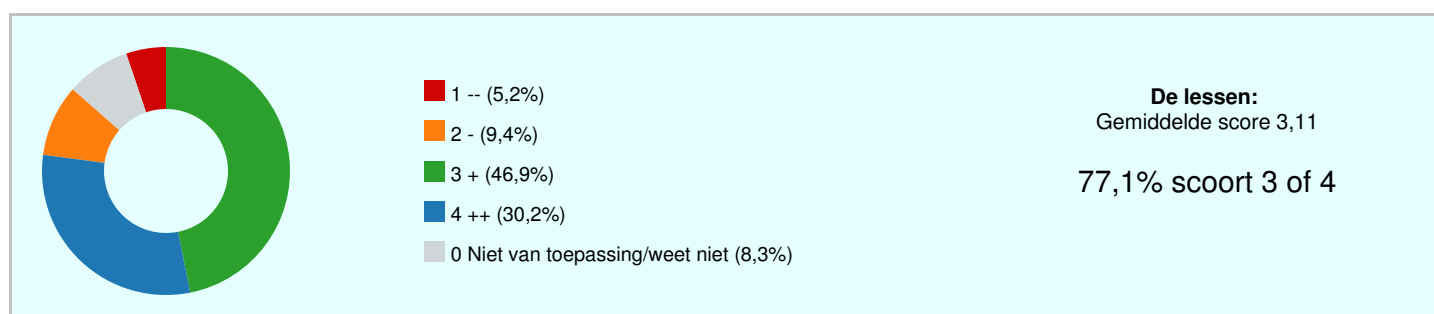 1 -- (5,2%)
2 - (9,4%)
3 + (46,9%)
4 ++ (30,2%)
0 Niet van toepassing/weet niet (8,3%)
De lessen:
Gemiddelde score 3,11
77,1% scoort 3 of 4